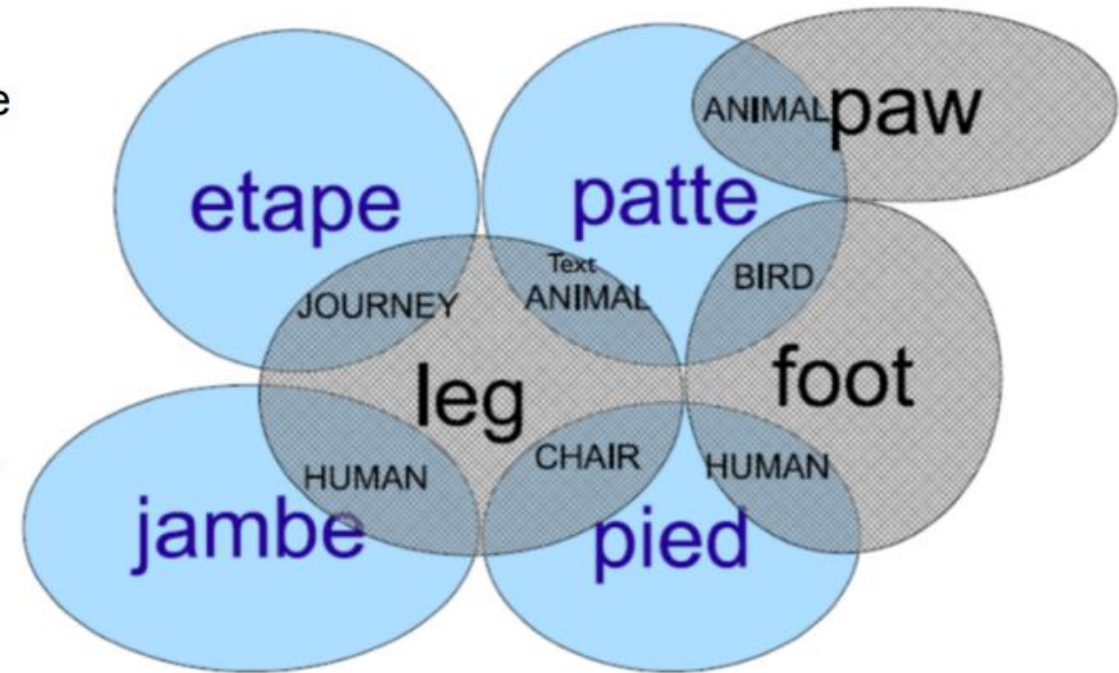 e
ANIMAL paw
etape
patte
Text
ANIMAL
BIRD
JOURNEY
leg
foot
HUMAN
CHAIR
HUMAN
jambe
pied